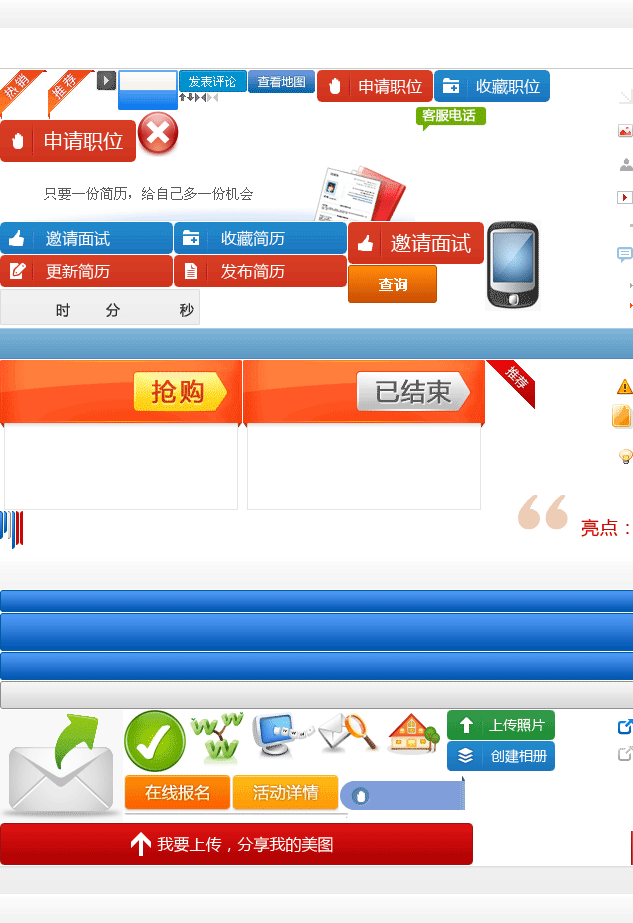 热销
推荐
发表评论
查看地图
申请职位
收藏职位
客服电话
申请职位
只要一份简历，给自己多一份机会
邀请面试
收藏简历
邀请面试
更新简历
发布简历
查询
时 分 秒
抢购
已结束
推荐
亮点：
上传照片
创建相册
在线报名
活动详情
我要上传，分享我的美图